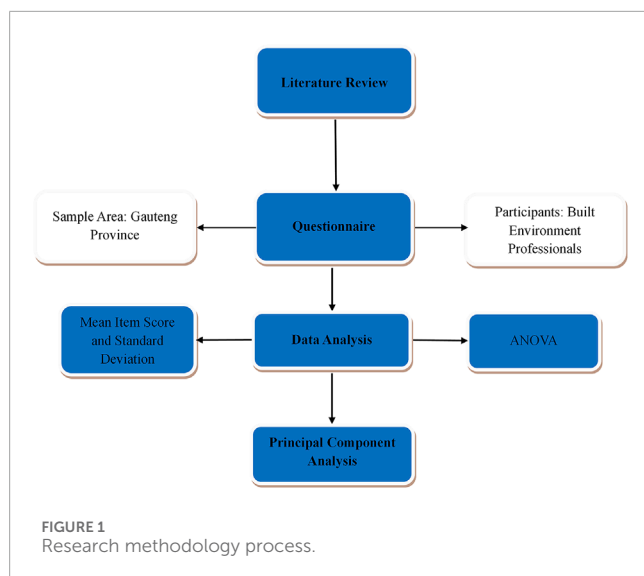 Literature Review
Sample Area: Gauteng
Province
Questionnaire
Participants: Built
Environment
Professionals
Mean Item Score
and Standard
Deviation
Data Analysis
ANOVA
Principal Component
Analysis
FIGURE 1
Research methodology process.